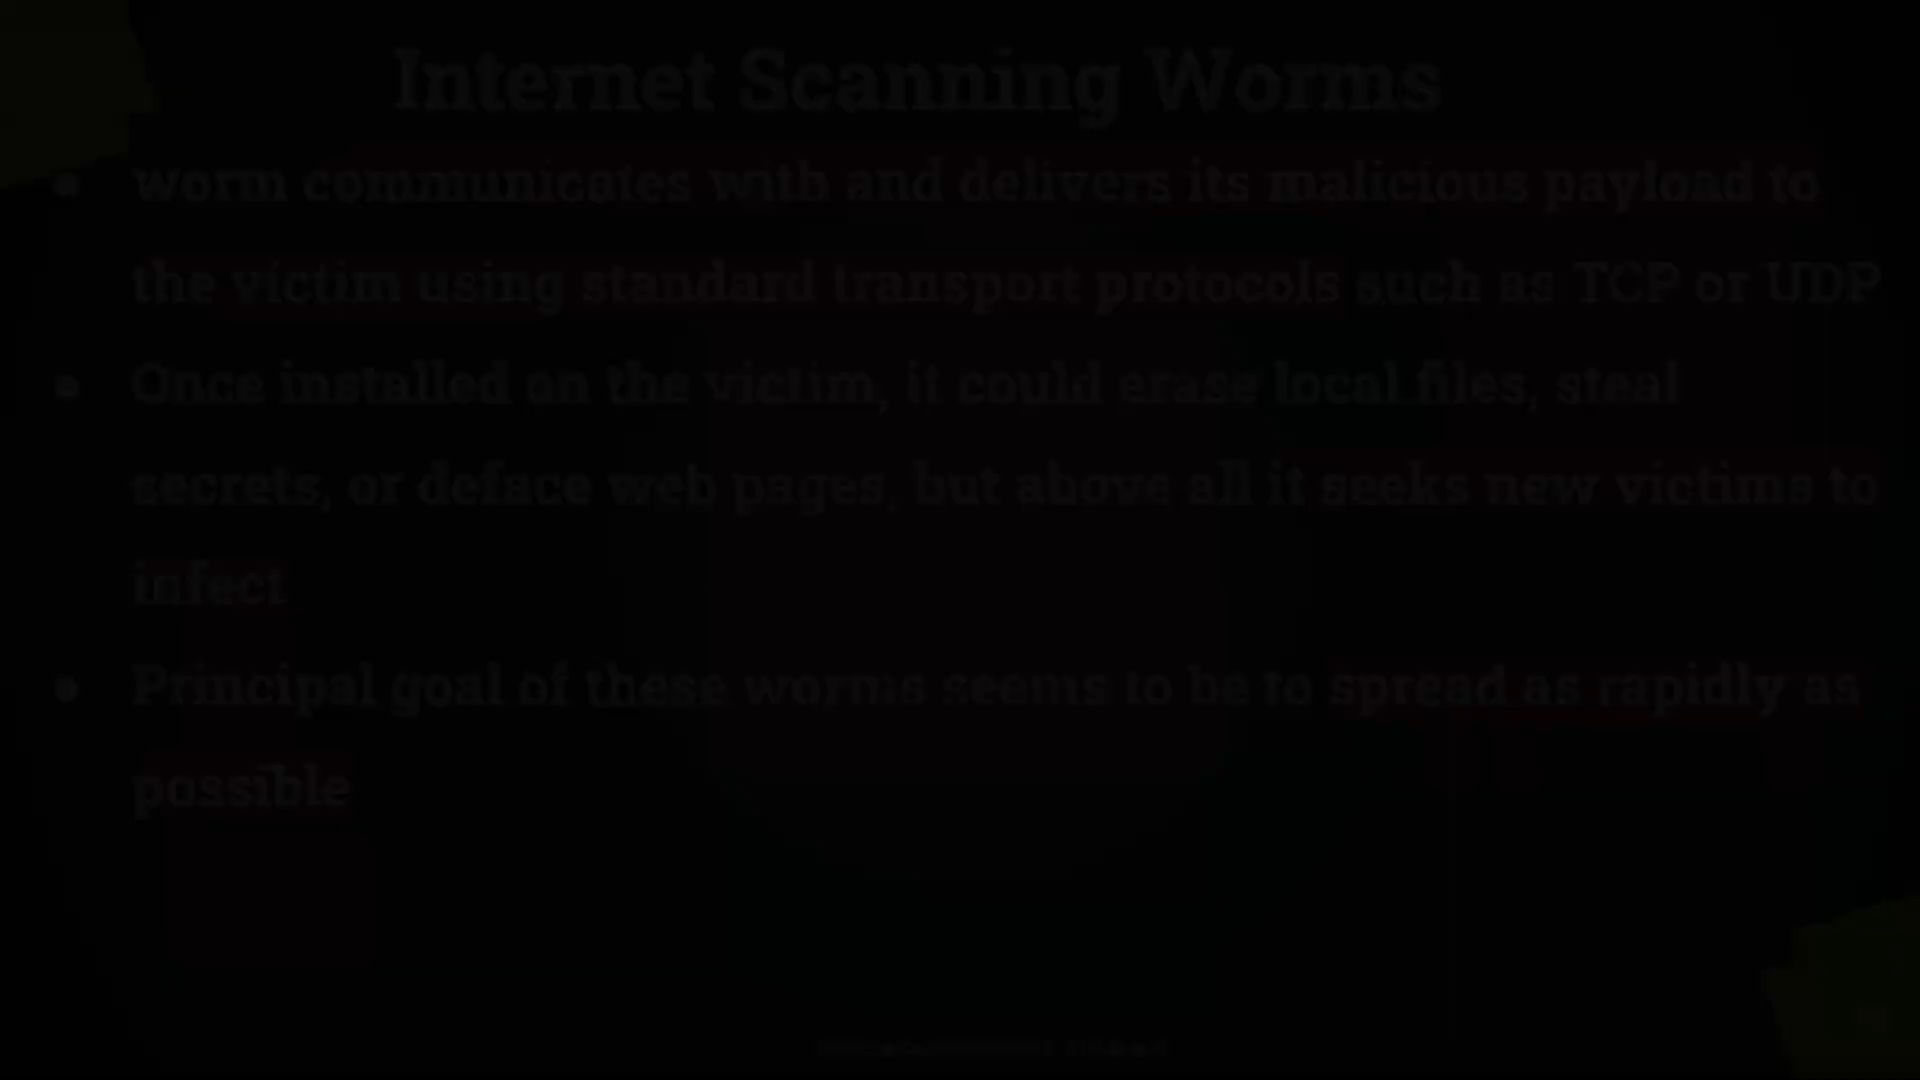 Internet Scanning Worms
● worm communicates with and delivers its malicious payload to
the victim using standard transport protocols such as TCP or UDP
● Once installed on the victim, it could erase local files, steal
secrets, or deface web pages, but above all it seeks new victims to
infect
● Principal goal of these worms seems to be to spread as rapidly as
possible